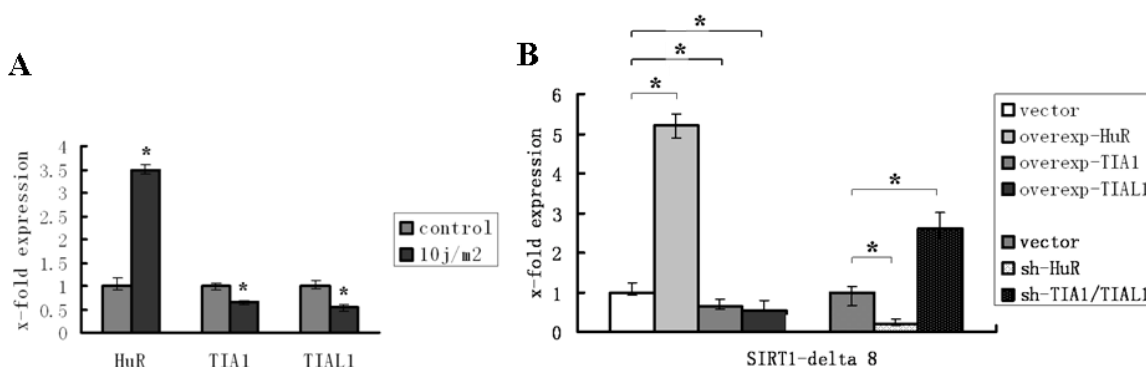 A
x-fold expression
4
3.5
3
2.5
2
1.5
1
0.5
0
*
*
*
HuR
TIA1
TIAL1
control
10j/m2
B
x-fold expression
6
5
4
3
2
1
0
*
*
*
*
*
SIRT1-delta 8
vector
overexp-HuR
overexp-TIA1
overexp-TIAL1
vector
sh-HuR
sh-TIA1/TIAL1